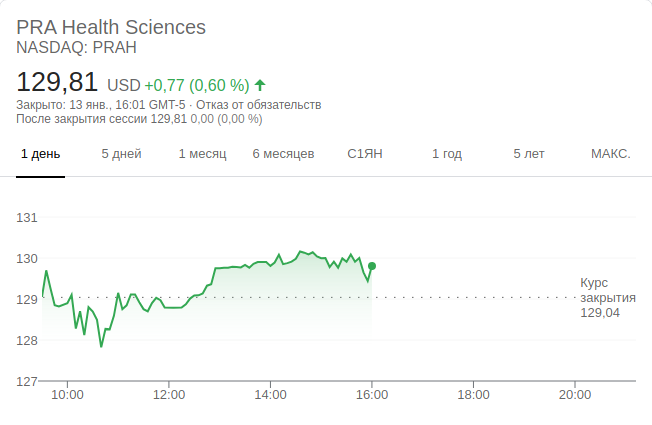 PRA Health Sciences
NASDAQ: PRAH
129,81 USD +0,77 (0,60 %)
Закрыто: 13 янв., 16:01 GMT-5 · Отказ от обязательств
После закрытия сессии 129,81 0,00 (0,00 %)
1 день 5 дней 1 месяц 6 месяцев С1ЯН 1 год 5 лет МАКС.
131
130
129
128
127
Курс
закрытия
129,04
10:00 12:00 14:00 16:00 18:00 20:00